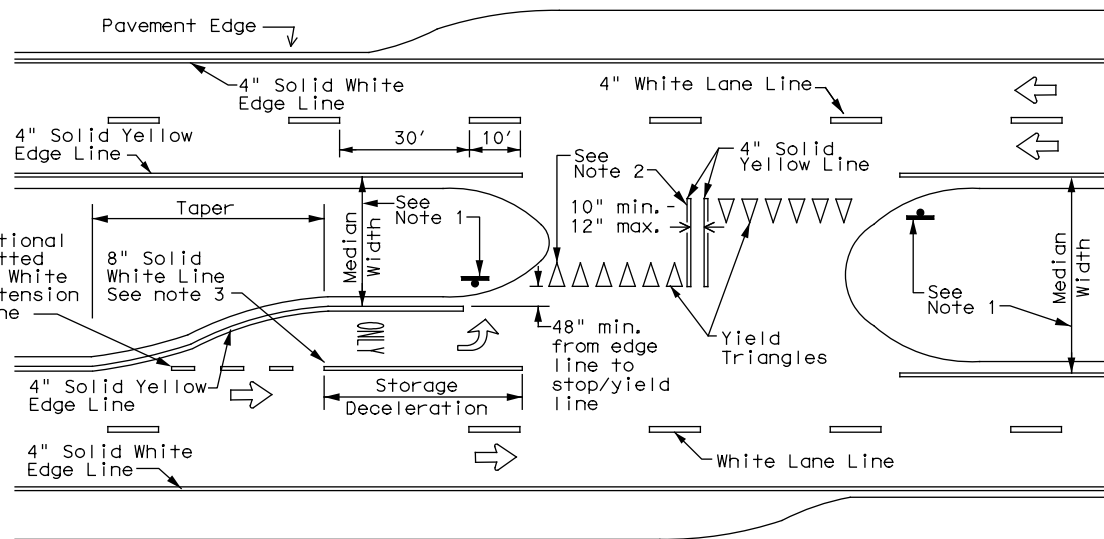 Pavement Edge
4" Solid White
Edge Line
4" White Lane Line
4" Solid Yellow
Edge Line
30'
10'
See
Note 2
4" Solid
Yellow Line
Taper
See
Note 1
Median
Width
10" min.
12" max.
8" Solid
White Line
See note 3
ONLY
48" min.
from edge
line to
stop/yield
line
Yield
Triangles
See
Note 1
Median
Width
4" Solid Yellow
Edge Line
Storage
Deceleration
4" Solid White
Edge Line
White Lane Line
White